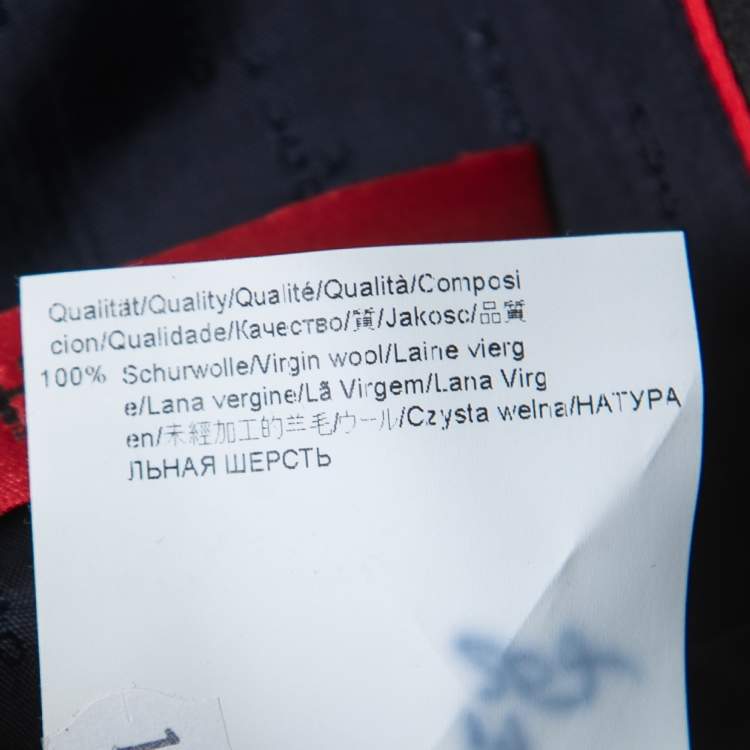 Qualität/Quality/Qualité/Qualità/Composi
cion/Qualidade/Качество/質/Jakosc/品質
100% Schurwolle/Virgin wool/Laine vierg
e/Lana vergine/Lã Virgem/Lana Virg
en/未經加工的羊毛/ウール/Czysta welna/НАТУРА
ЛЬНАЯ ШЕРСТЬ
1